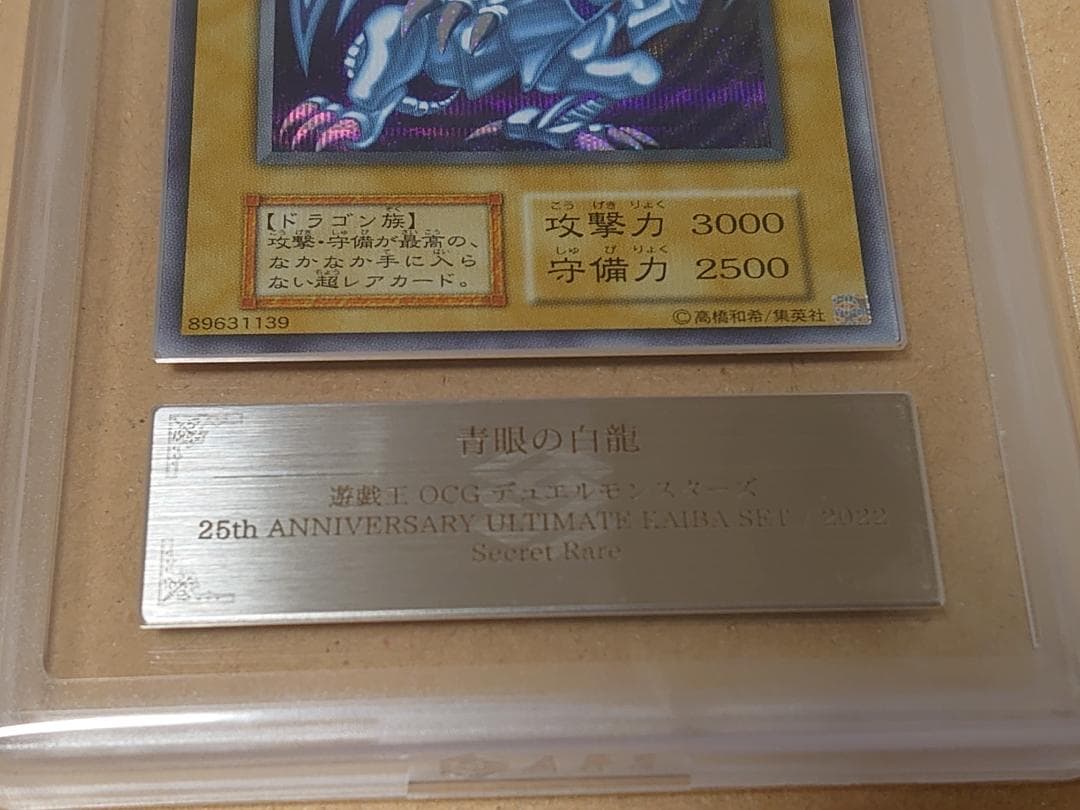 【ドラゴン族】
攻撃・守備が最高の、
なかなか手に入ら
ない超レアカード。
攻撃力 3000
守備力 2500
89631139
©高橋和希/集英社
青眼の白龍
遊戯王 OCG デュエルモンスターズ
25th ANNIVERSARY ULTIMATE KAIBA SET / 2022
Secret Rare
ARS